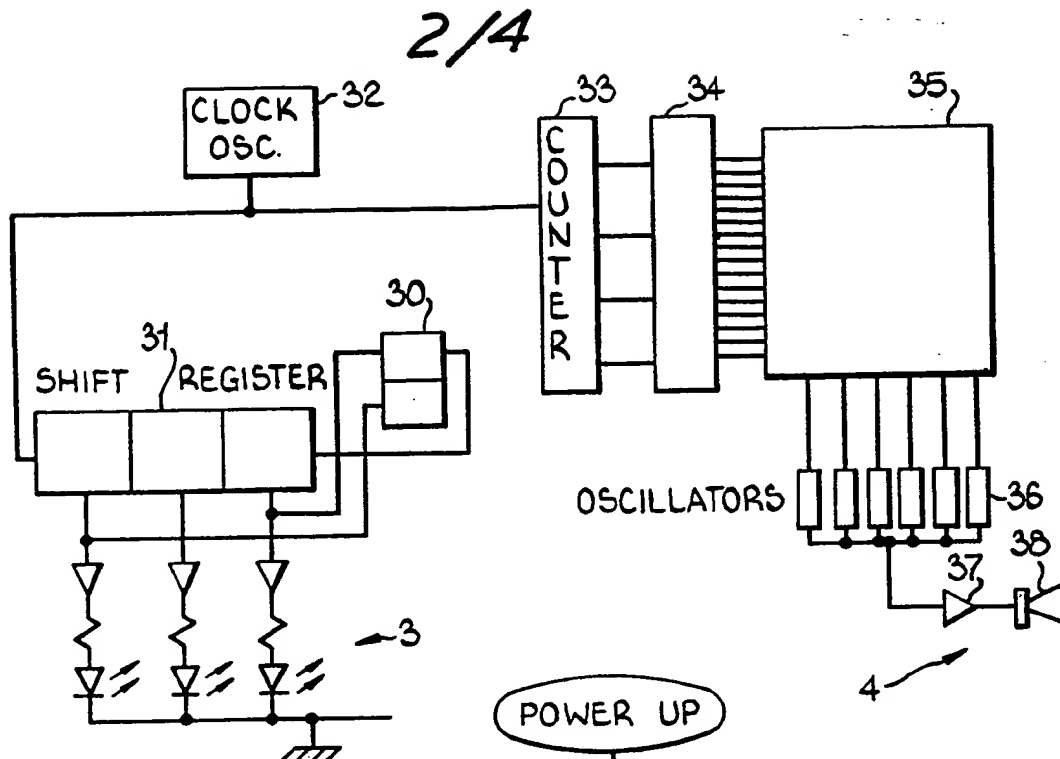 2/4
CLOCK
OSC.
32
33
34
35
COUNTER
30
31
SHIFT REGISTER
OSCILLATORS
36
37
38
3
4
POWER UP